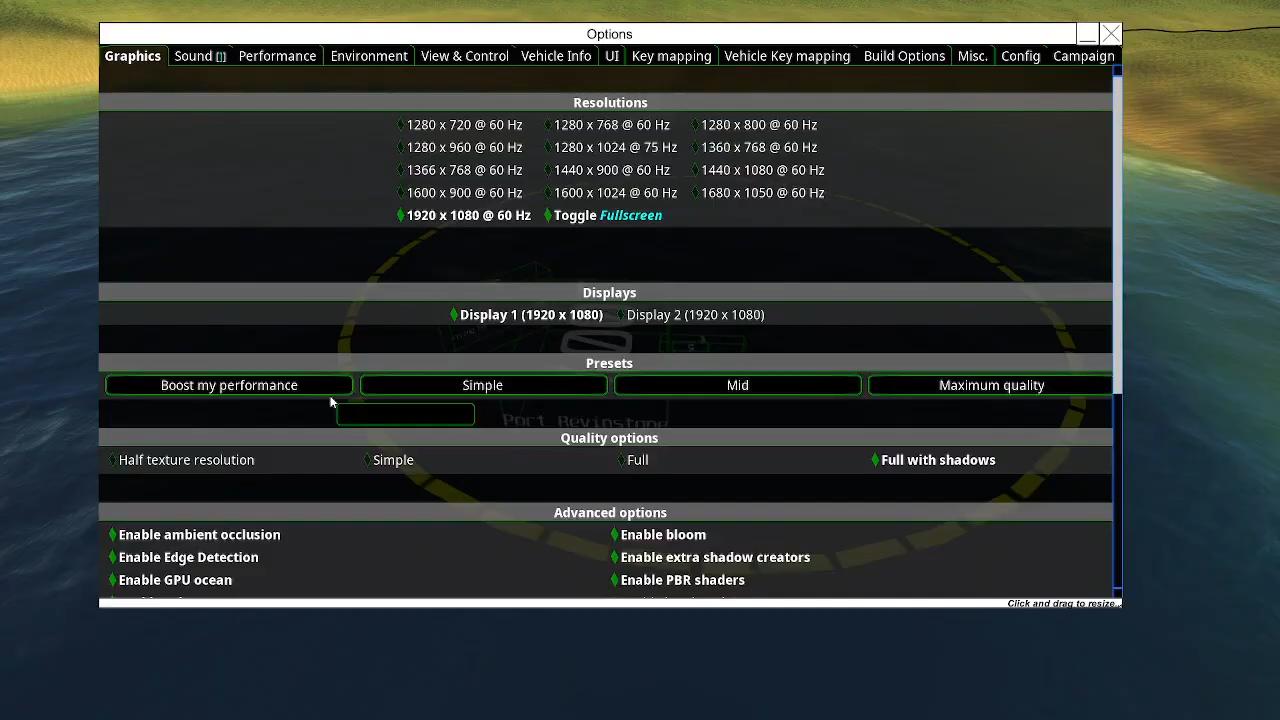 Options
Graphics Sound [] Performance Environment View & Control Vehicle Info UI Key mapping Vehicle Key mapping Build Options Misc. Config Campaign
Resolutions
1280 x 720 @ 60 Hz 1280 x 768 @ 60 Hz 1280 x 800 @ 60 Hz
1280 x 960 @ 60 Hz 1280 x 1024 @ 75 Hz 1360 x 768 @ 60 Hz
1366 x 768 @ 60 Hz 1440 x 900 @ 60 Hz 1440 x 1080 @ 60 Hz
1600 x 900 @ 60 Hz 1600 x 1024 @ 60 Hz 1680 x 1050 @ 60 Hz
1920 x 1080 @ 60 Hz Toggle Fullscreen
Displays
Display 1 (1920 x 1080) Display 2 (1920 x 1080)
Presets
Boost my performance Simple Mid Maximum quality
Port Revinstone
Quality options
Half texture resolution Simple Full Full with shadows
Advanced options
Enable ambient occlusion Enable bloom
Enable Edge Detection Enable extra shadow creators
Enable GPU ocean Enable PBR shaders
Click and drag to resize...